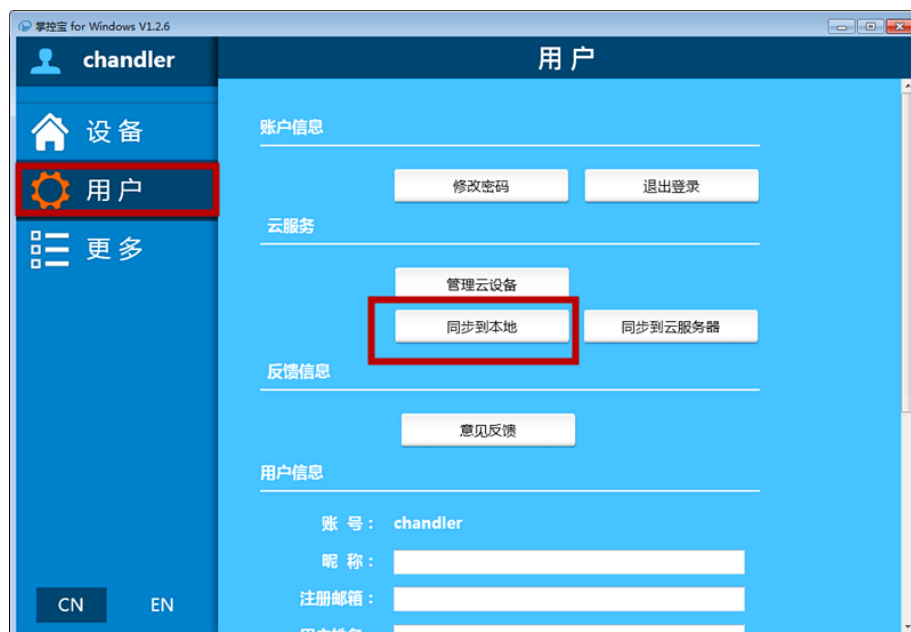 掌控宝 for Windows V1.2.6
chandler
用户
设备
用户
更多
账户信息
修改密码
退出登录
云服务
管理云设备
同步到本地
同步到云服务器
反馈信息
意见反馈
用户信息
账 号： chandler
昵 称：
注册邮箱：
CN
EN